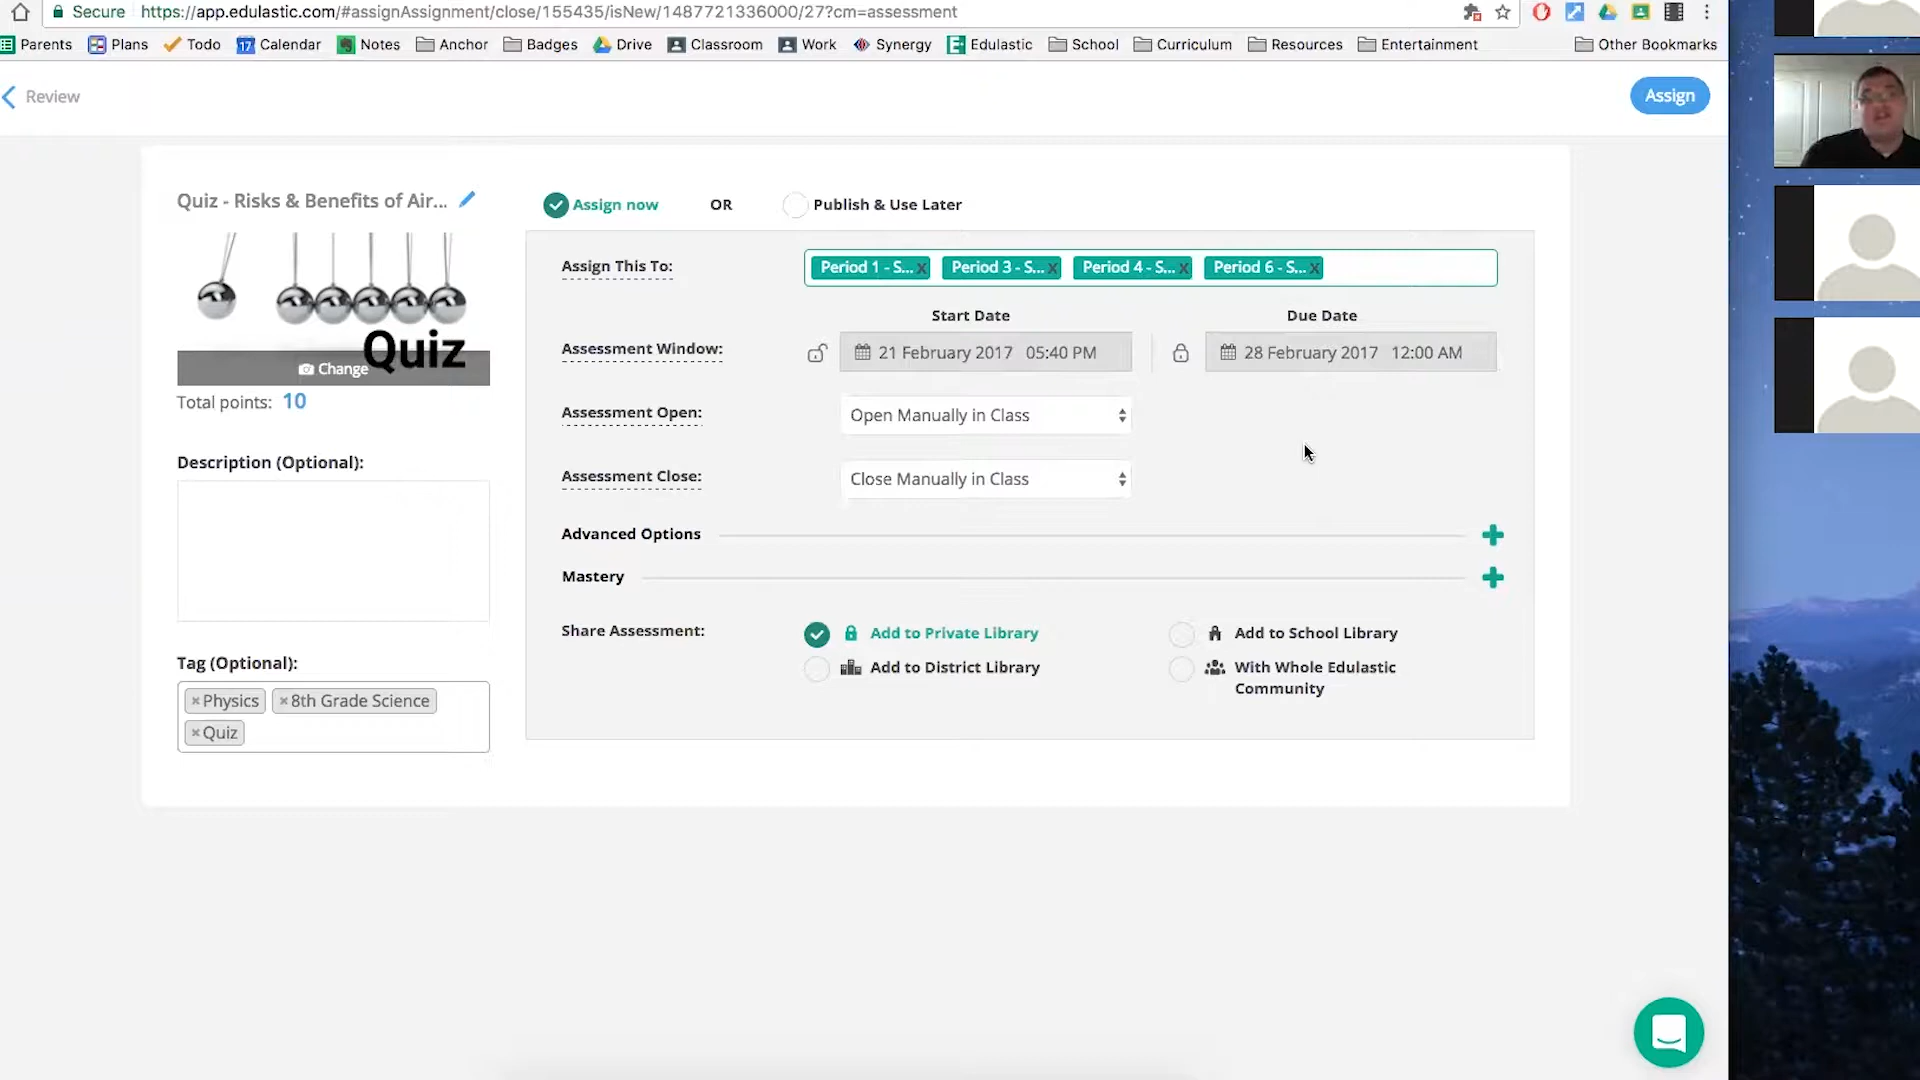 Secure https://app.edulastic.com/#assignAssignment/close/155435/isNew/1487721336000/27?cm=assessment
Parents Plans Todo 17 Calendar Notes Anchor Badges Drive Classroom Work Synergy E Edulastic School Curriculum Resources Entertainment Other Bookmarks
Review
Assign
Quiz - Risks & Benefits of Air...
Assign now OR Publish & Use Later
Quiz
Change
Total points: 10
Description (Optional):
Tag (Optional):
×Physics ×8th Grade Science
×Quiz
Assign This To: Period 1 - S... x Period 3 - S... x Period 4 - S... x Period 6 - S... x
Start Date Due Date
Assessment Window: 21 February 2017 05:40 PM 28 February 2017 12:00 AM
Assessment Open: Open Manually in Class
Assessment Close: Close Manually in Class
Advanced Options
Mastery
Share Assessment: Add to Private Library Add to School Library
Add to District Library With Whole Edulastic
Community